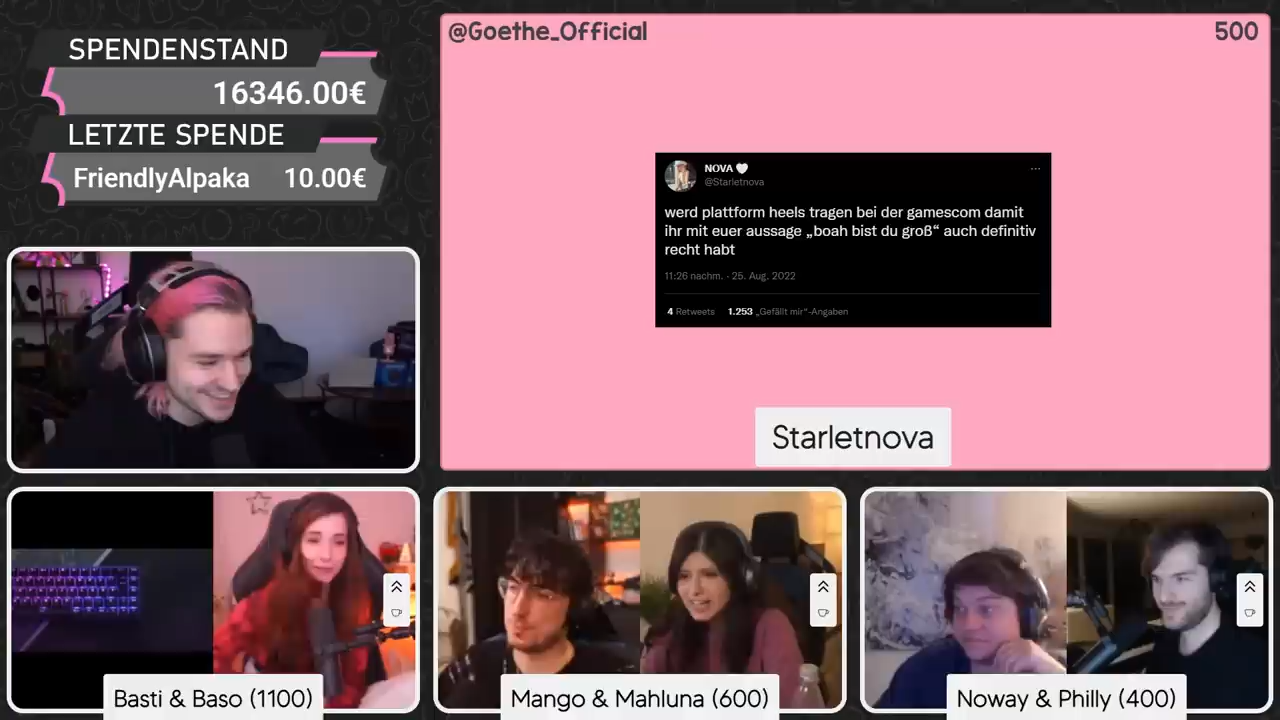 SPENDENSTAND
16346.00€
LETZTE SPENDE
FriendlyAlpaka 10.00€
@Goethe_Official 500
NOVA 🤍
@Starletnova
werd plattform heels tragen bei der gamescom damit
ihr mit euer aussage „boah bist du groß“ auch definitiv
recht habt
11:26 nachm. · 25. Aug. 2022
4 Retweets 1.253 „Gefällt mir“-Angaben
Starletnova
Basti & Baso (1100)
Mango & Mahluna (600)
Noway & Philly (400)